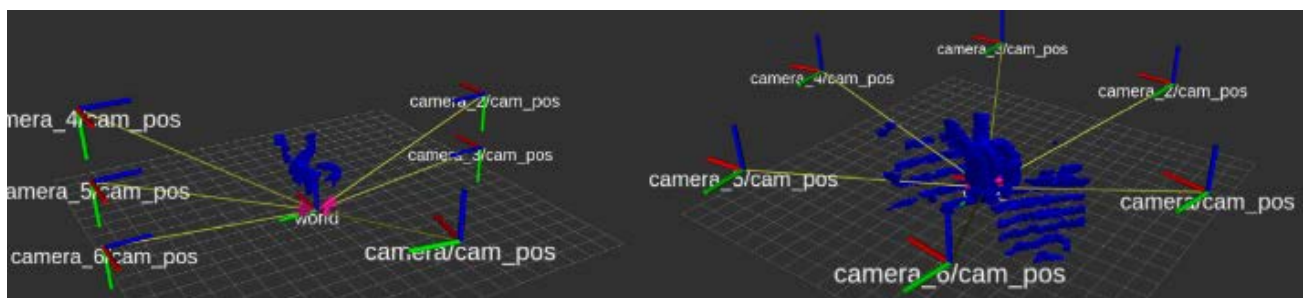 camera_2/cam_pos
mera_4/cam_pos
camera_3/cam_pos
amera_5/cam_pos
world
camera_6/cam_pos
camera/cam_pos
camera_3/cam_pos
camera_4/cam_pos
camera_2/cam_pos
camera_5/cam_pos
camera/cam_pos
camera_6/cam_pos